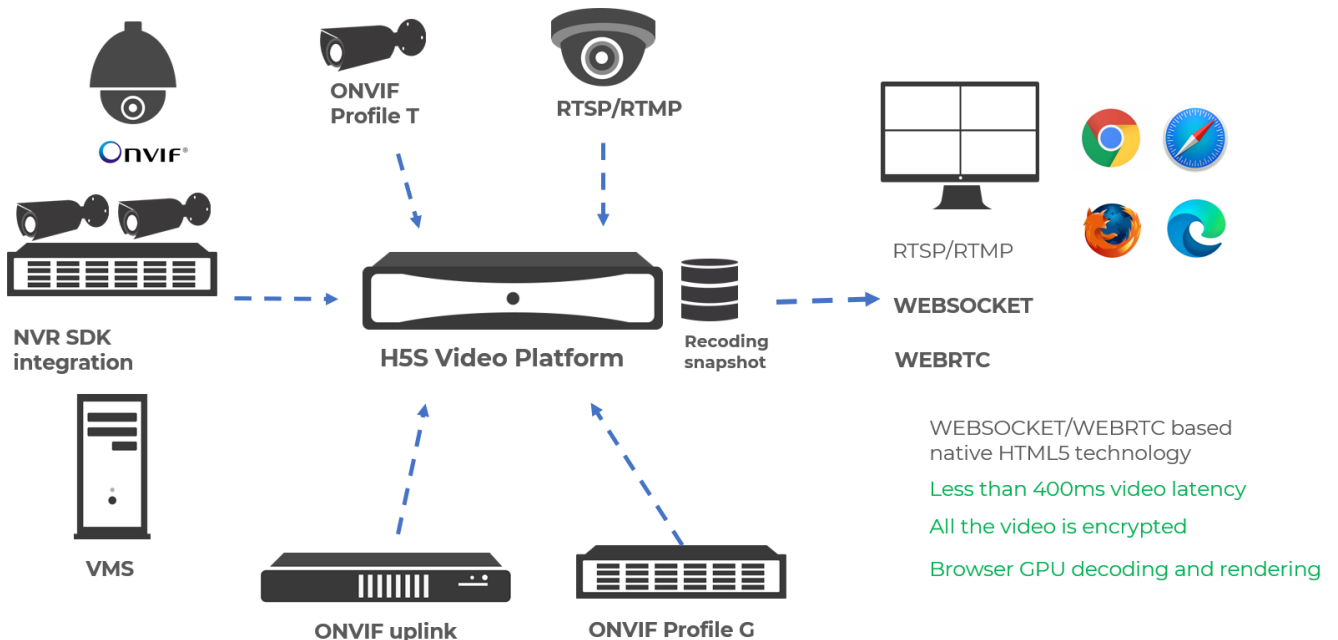 ONVIF®
ONVIF
Profile T
RTSP/RTMP
NVR SDK
integration
VMS
H5S Video Platform
Recoding
snapshot
ONVIF uplink
ONVIF Profile G
RTSP/RTMP
WEBSOCKET
WEBRTC
WEBSOCKET/WEBRTC based
native HTML5 technology
Less than 400ms video latency
All the video is encrypted
Browser GPU decoding and rendering